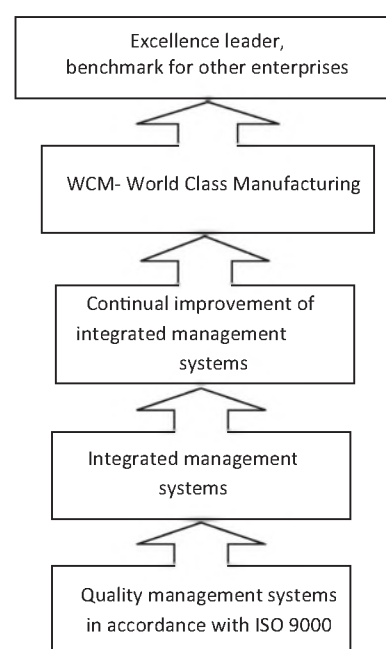 Excellence leader,
benchmark for other enterprises
WCM- World Class Manufacturing
Continual improvement of
integrated management
systems
Integrated management
systems
Quality management systems
in accordance with ISO 9000